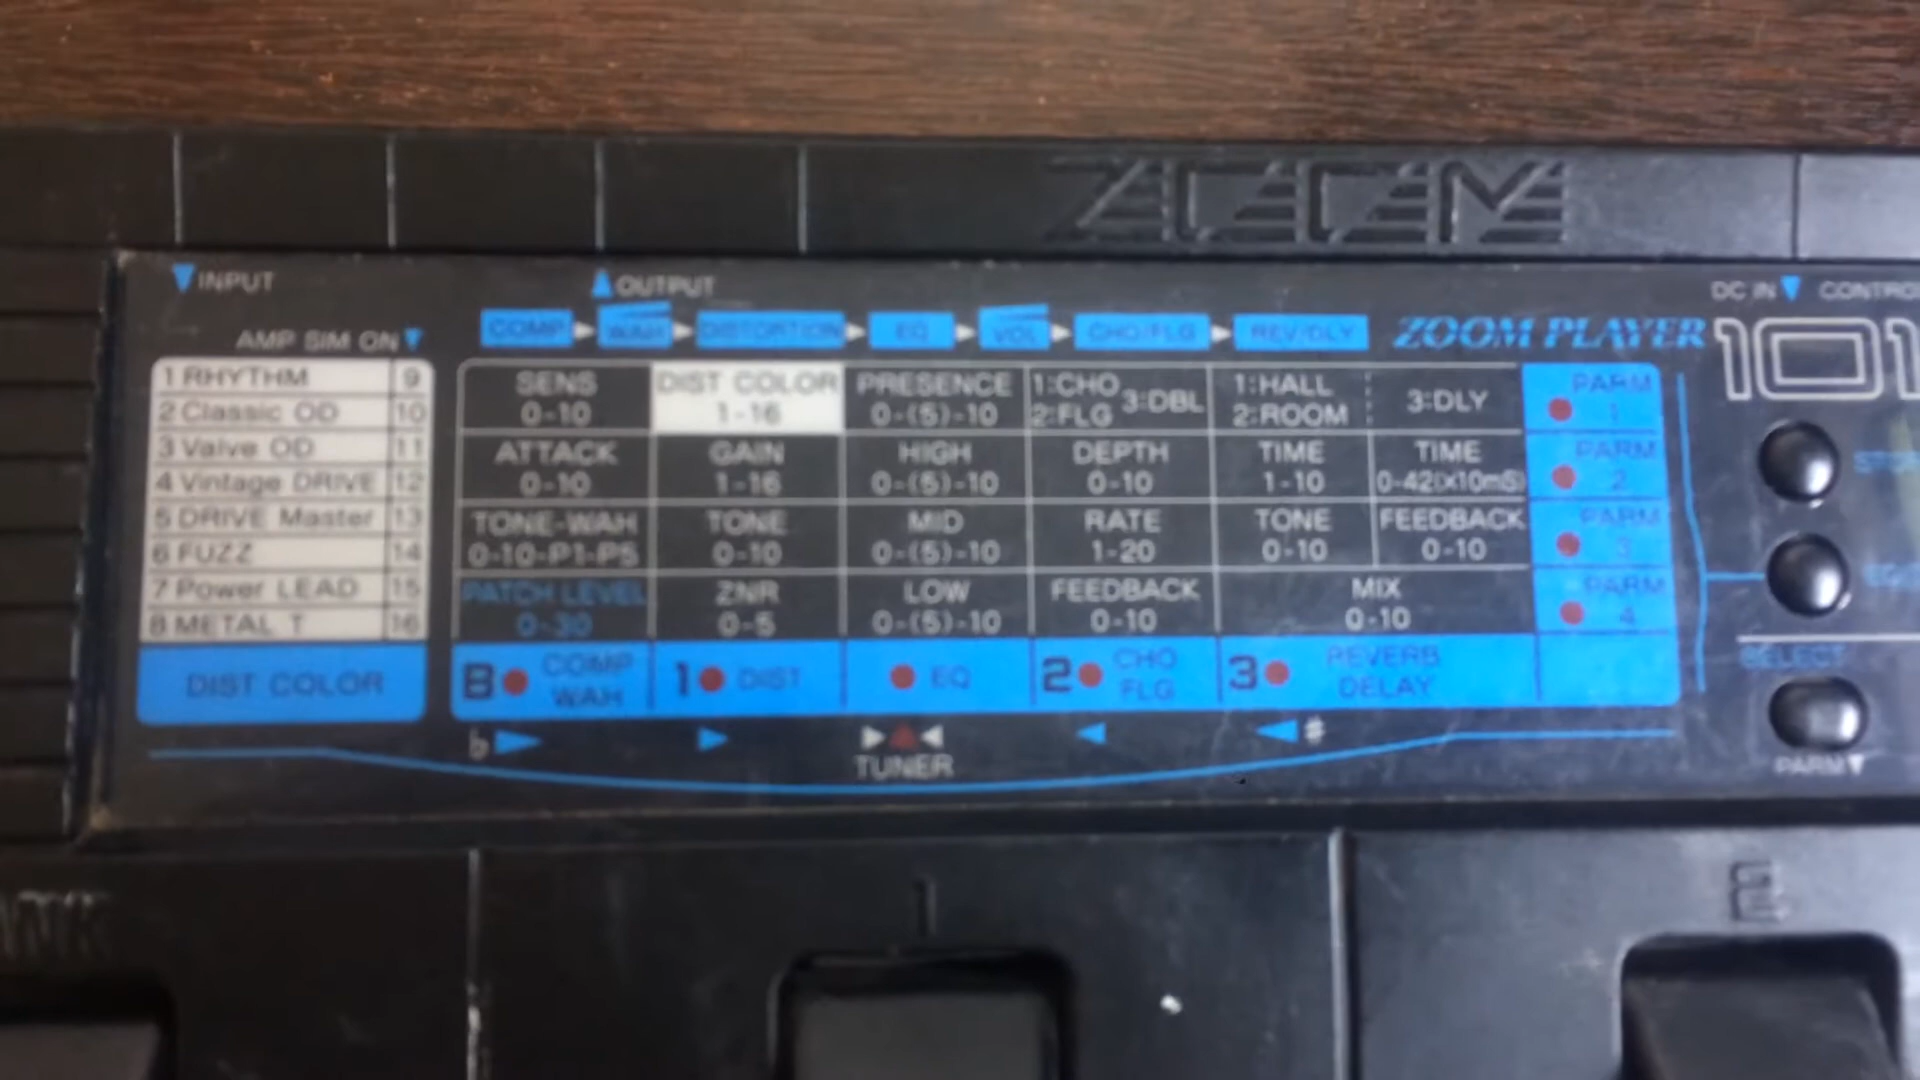 ZOOM
INPUT
OUTPUT
DC IN
AMP SIM ON
COMP WAH DISTORTION EQ VOL CHO/FLG REV/DLY
ZOOM PLAYER
1 RHYTHM 9
2 Classic OD 10
3 Valve OD 11
4 Vintage DRIVE 12
5 DRIVE Master 13
6 FUZZ 14
7 Power LEAD 15
8 METAL T 16
DIST COLOR
SENS DIST COLOR PRESENCE 1:CHO 3:DBL 1:HALL 3:DLY PARM
0-10 1-16 0-(5)-10 2:FLG 2:ROOM 1
ATTACK GAIN HIGH DEPTH TIME TIME PARM
0-10 1-16 0-(5)-10 0-10 1-10 0-42(X10mS) 2
TONE-WAH TONE MID RATE TONE FEEDBACK PARM
0-10-P1-P5 0-10 0-(5)-10 1-20 0-10 0-10 3
PATCH LEVEL ZNR LOW FEEDBACK MIX PARM
0-30 0-5 0-(5)-10 0-10 0-10 4
B COMP 1 DIST EQ 2 CHO 3 REVERB
WAH FLG DELAY
♭ ♯
TUNER
SELECT
PARM
1
2